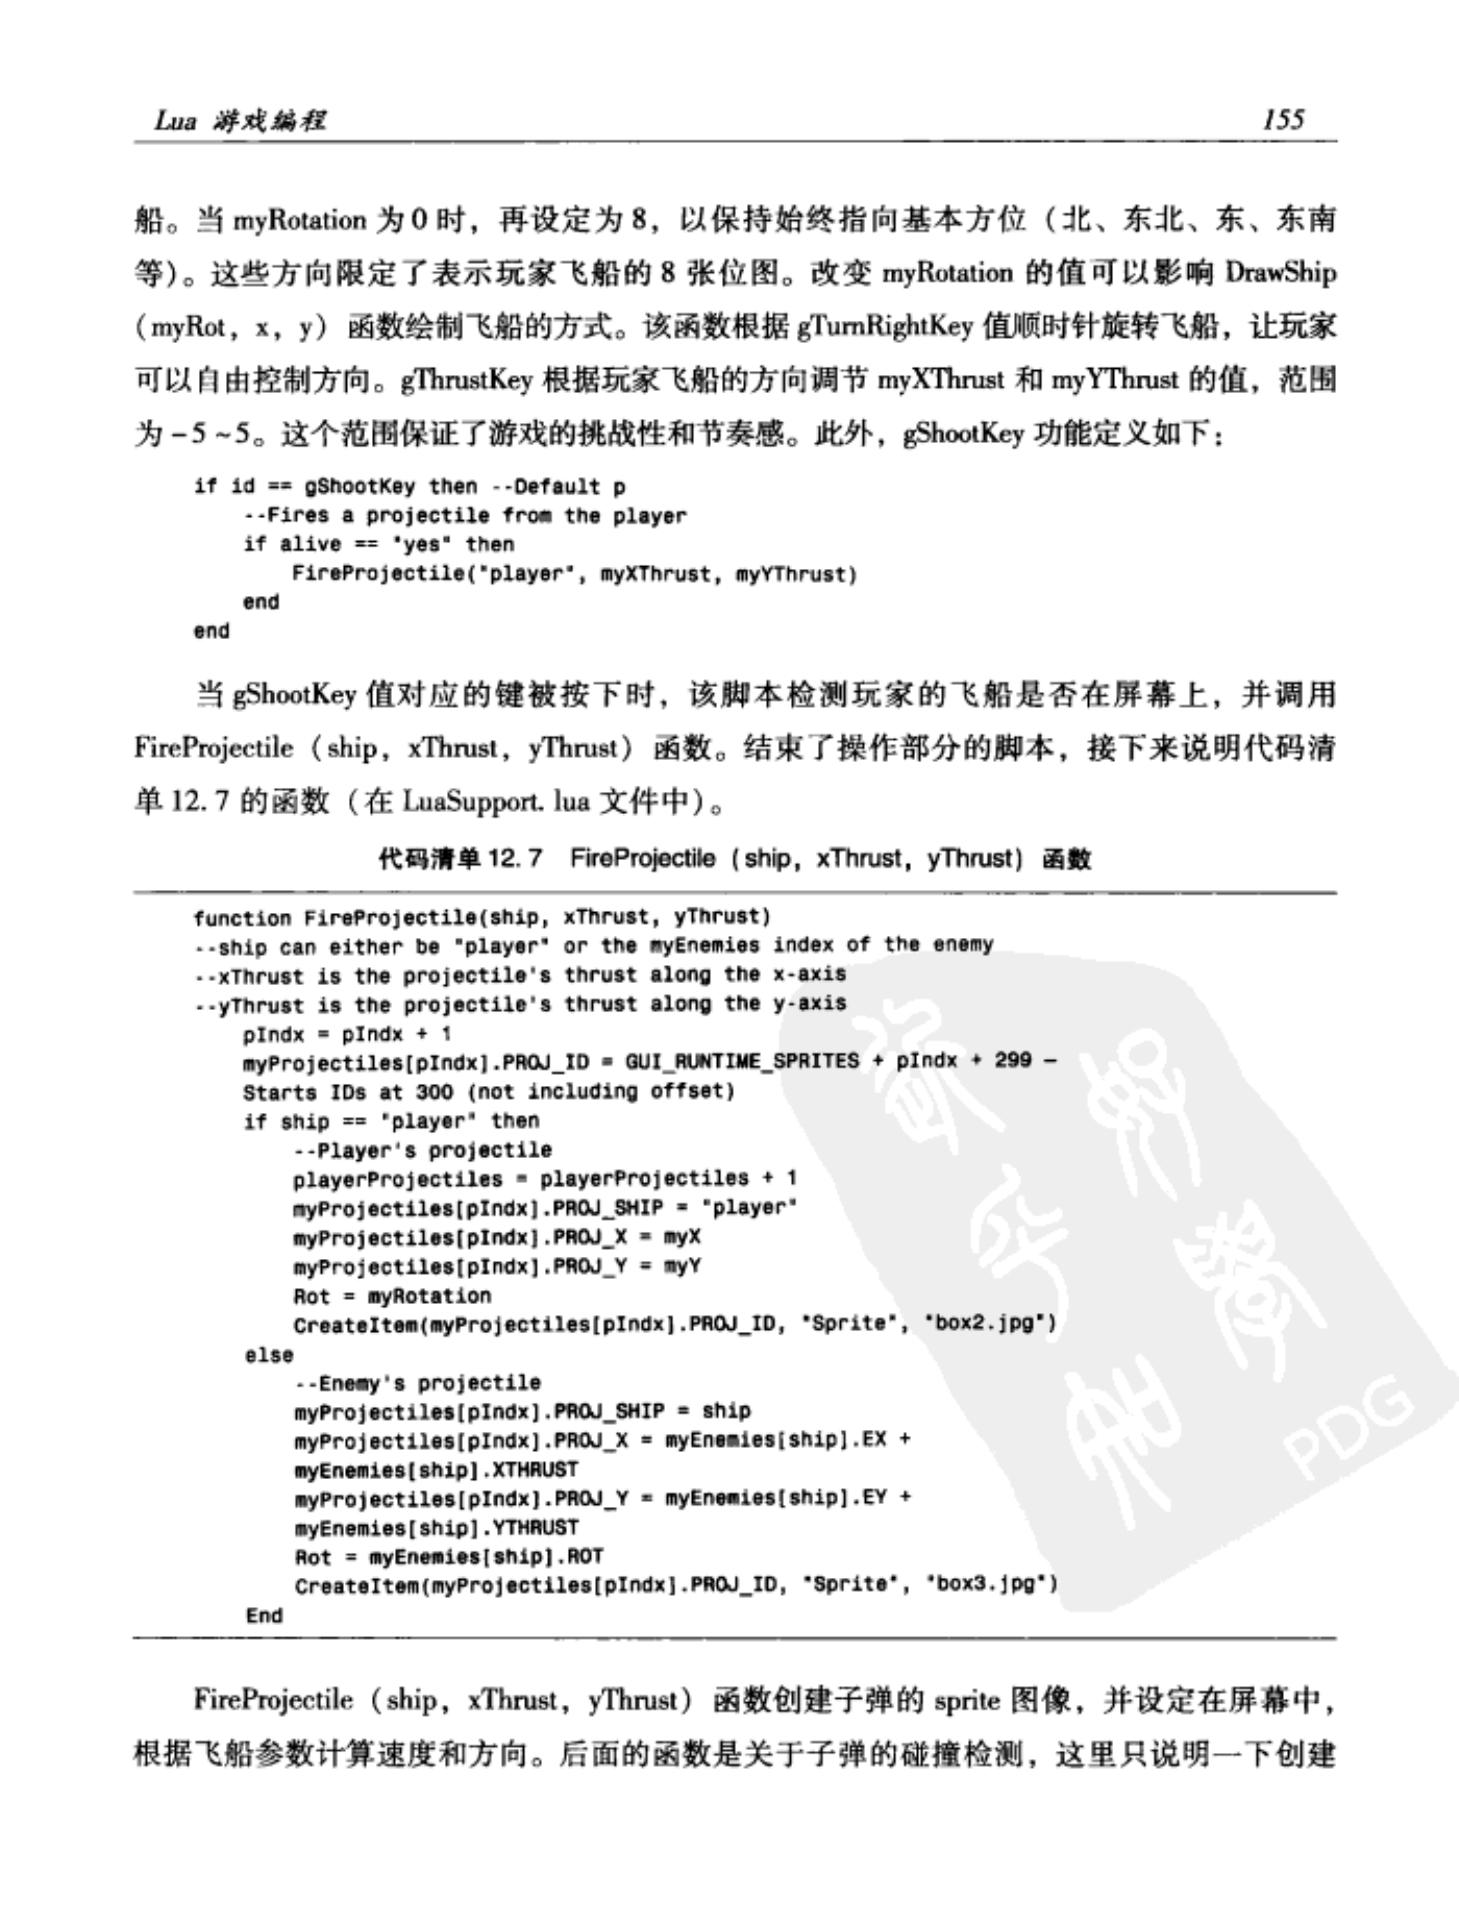 Lua 游戏编程 155
船。当 myRotation 为 0 时，再设定为 8，以保持始终指向基本方位（北、东北、东、东南
等）。这些方向限定了表示玩家飞船的 8 张位图。改变 myRotation 的值可以影响 DrawShip
（myRot，x，y）函数绘制飞船的方式。该函数根据 gTurnRightKey 值顺时针旋转飞船，让玩家
可以自由控制方向。gThrustKey 根据玩家飞船的方向调节 myXThrust 和 myYThrust 的值，范围
为 -5 ~5。这个范围保证了游戏的挑战性和节奏感。此外，gShootKey 功能定义如下：
if id == gShootKey then --Default p
--Fires a projectile from the player
if alive == "yes" then
FireProjectile("player", myXThrust, myYThrust)
end
end
当 gShootKey 值对应的键被按下时，该脚本检测玩家的飞船是否在屏幕上，并调用
FireProjectile（ship，xThrust，yThrust）函数。结束了操作部分的脚本，接下来说明代码清
单 12.7 的函数（在 LuaSupport.lua 文件中）。
代码清单 12.7 FireProjectile（ship，xThrust，yThrust）函数
function FireProjectile(ship, xThrust, yThrust)
--ship can either be "player" or the myEnemies index of the enemy
--xThrust is the projectile's thrust along the x-axis
--yThrust is the projectile's thrust along the y-axis
pIndx = pIndx + 1
myProjectiles[pIndx].PROJ_ID = GUI_RUNTIME_SPRITES + pIndx + 299 —
Starts IDs at 300 (not including offset)
if ship == "player" then
--Player's projectile
playerProjectiles = playerProjectiles + 1
myProjectiles[pIndx].PROJ_SHIP = "player"
myProjectiles[pIndx].PROJ_X = myX
myProjectiles[pIndx].PROJ_Y = myY
Rot = myRotation
CreateItem(myProjectiles[pIndx].PROJ_ID, "Sprite", "box2.jpg")
else
--Enemy's projectile
myProjectiles[pIndx].PROJ_SHIP = ship
myProjectiles[pIndx].PROJ_X = myEnemies[ship].EX +
myEnemies[ship].XTHRUST
myProjectiles[pIndx].PROJ_Y = myEnemies[ship].EY +
myEnemies[ship].YTHRUST
Rot = myEnemies[ship].ROT
CreateItem(myProjectiles[pIndx].PROJ_ID, "Sprite", "box3.jpg")
End
PDG
FireProjectile（ship，xThrust，yThrust）函数创建子弹的 sprite 图像，并设定在屏幕中，
根据飞船参数计算速度和方向。后面的函数是关于子弹的碰撞检测，这里只说明一下创建